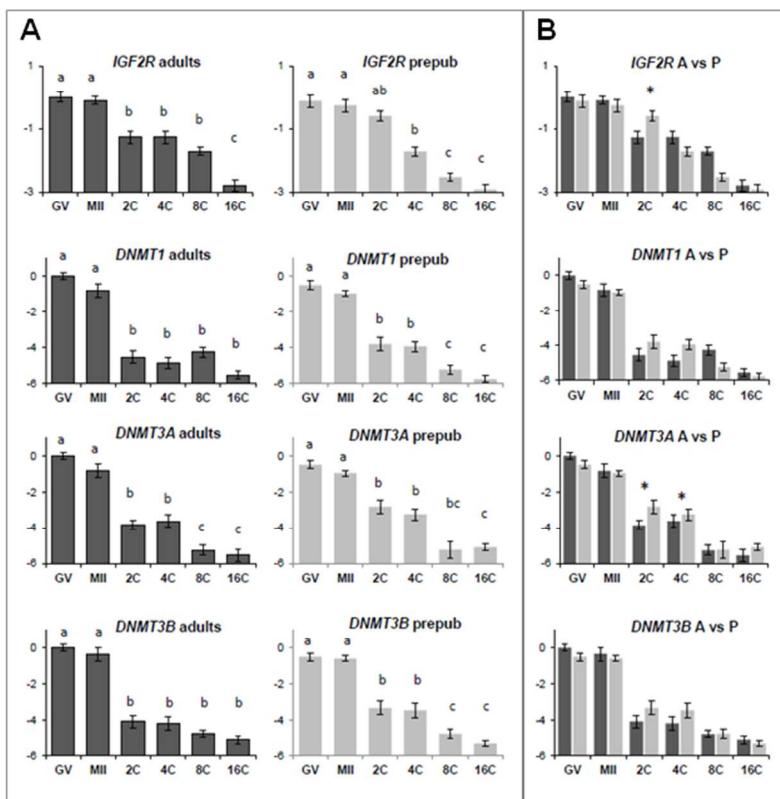 A
B
IGF2R adults
a a b b b c
1
-1
-3
GV MII 2C 4C 8C 16C
IGF2R prepub
a a ab b c c
1
-1
-3
GV MII 2C 4C 8C 16C
IGF2R A vs P
*
1
-1
-3
GV MII 2C 4C 8C 16C
DNMT1 adults
a a b b b b
0
-2
-4
-6
GV MII 2C 4C 8C 16C
DNMT1 prepub
a a b b c c
0
-2
-4
-6
GV MII 2C 4C 8C 16C
DNMT1 A vs P
0
-2
-4
-6
GV MII 2C 4C 8C 16C
DNMT3A adults
a a b b c c
0
-2
-4
-6
GV MII 2C 4C 8C 16C
DNMT3A prepub
a a b b bc c
0
-2
-4
-6
GV MII 2C 4C 8C 16C
DNMT3A A vs P
* *
0
-2
-4
-6
GV MII 2C 4C 8C 16C
DNMT3B adults
a a b b b b
0
-2
-4
-6
GV MII 2C 4C 8C 16C
DNMT3B prepub
a a b b c c
0
-2
-4
-6
GV MII 2C 4C 8C 16C
DNMT3B A vs P
0
-2
-4
-6
GV MII 2C 4C 8C 16C